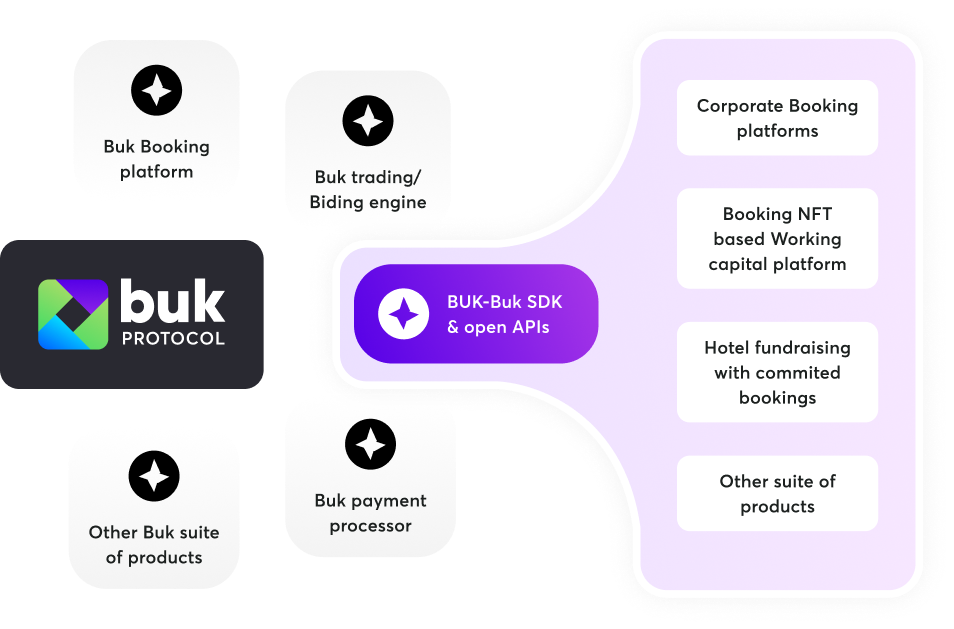 Buk Booking
platform
Buk trading/
Biding engine
buk
PROTOCOL
BUK-Buk SDK
& open APIs
Other Buk suite
of products
Buk payment
processor
Corporate Booking
platforms
Booking NFT
based Working
capital platform
Hotel fundraising
with commited
bookings
Other suite of
products